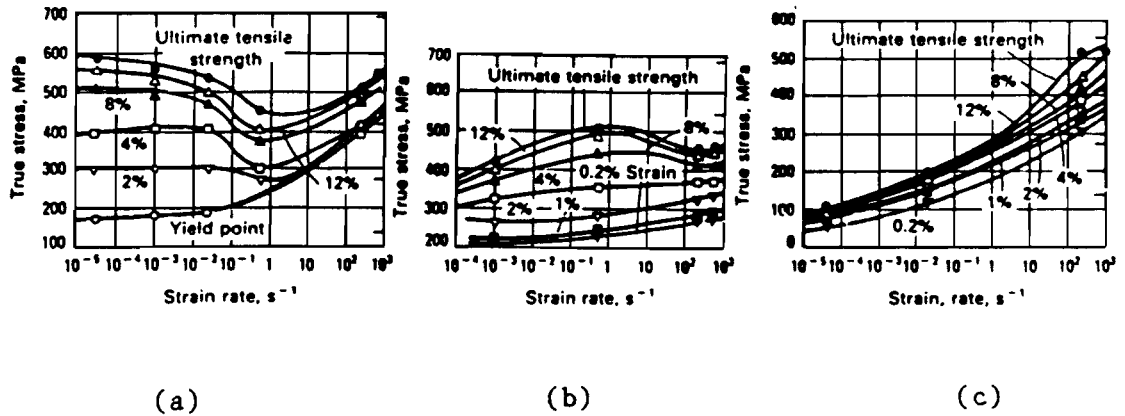 True stress, MPa
700
600
500
400
300
200
100
Ultimate tensile
strength
8%
4%
2%
12%
Yield point
10⁻⁵ 10⁻⁴ 10⁻³ 10⁻² 10⁻¹ 1 10 10² 10³
Strain rate, s⁻¹
(a)
True stress, MPa
700
600
500
400
300
200
Ultimate tensile strength
12%
8%
4%
0.2% Strain
2%
1%
10⁻⁴ 10⁻³ 10⁻² 10⁻¹ 1 10 10² 10³
Strain rate, s⁻¹
(b)
True stress, MPa
600
500
400
300
200
100
0
Ultimate tensile strength
8%
12%
4%
2%
1%
0.2%
10⁻⁵ 10⁻⁴ 10⁻³ 10⁻² 10⁻¹ 1 10 10² 10³
Strain, rate, s⁻¹
(c)